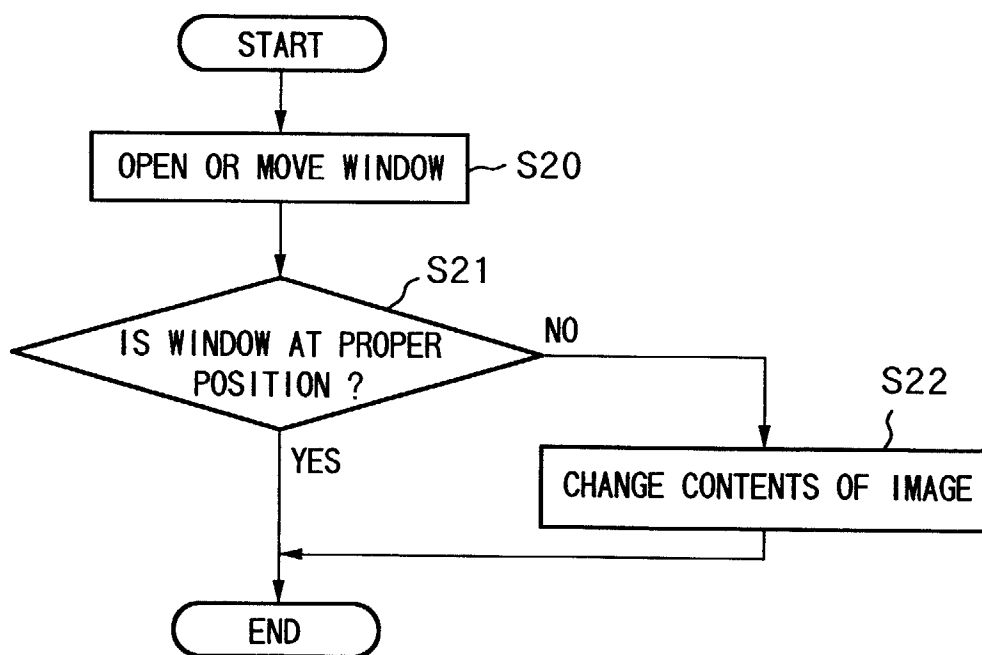 START
OPEN OR MOVE WINDOW
S20
S21
IS WINDOW AT PROPER
POSITION ?
NO
S22
YES
CHANGE CONTENTS OF IMAGE
END